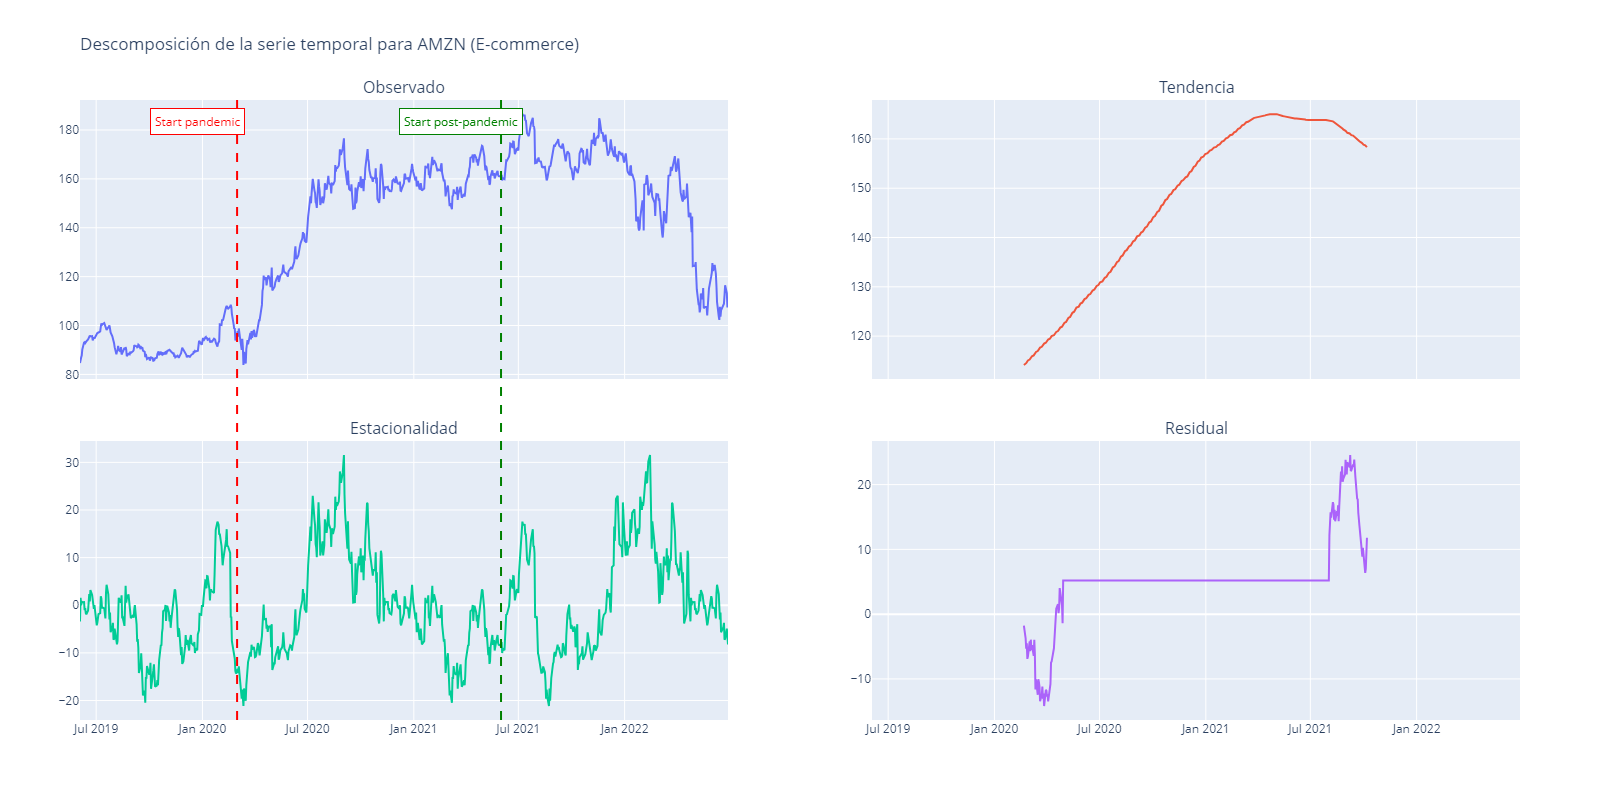 Descomposición de la serie temporal para AMZN (E-commerce)
Observado
Start pandemic
Start post-pandemic
180
160
140
120
100
80
Tendencia
160
150
140
130
120
Estacionalidad
30
20
10
0
−10
−20
Jul 2019 Jan 2020 Jul 2020 Jan 2021 Jul 2021 Jan 2022
Residual
20
10
0
−10
Jul 2019 Jan 2020 Jul 2020 Jan 2021 Jul 2021 Jan 2022